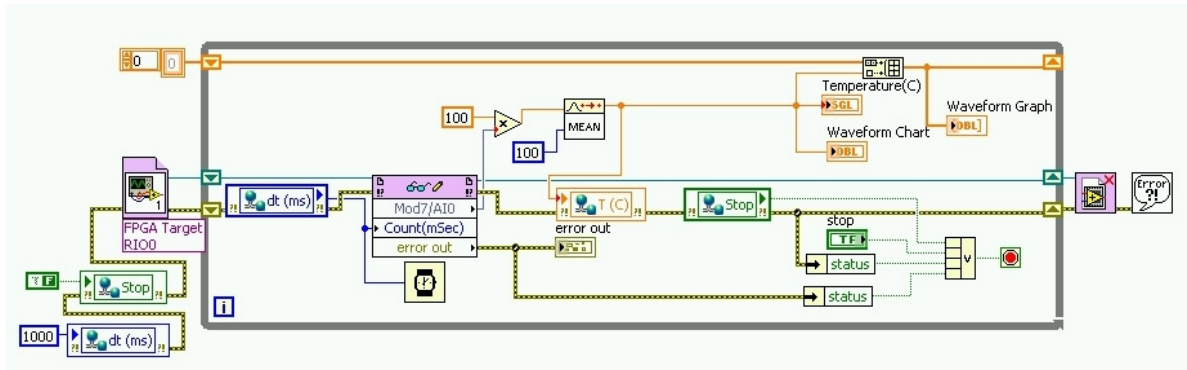 0
0
Temperature(C)
SGL
Waveform Graph
DBL
100
MEAN
100
Waveform Chart
DBL
1
FPGA Target
RIO0
dt (ms)
Mod7/AI0
Count(mSec)
error out
T (C)
error out
Stop
stop
TF
status
status
V
Error
?!
T F
Stop
1000
dt (ms)
i